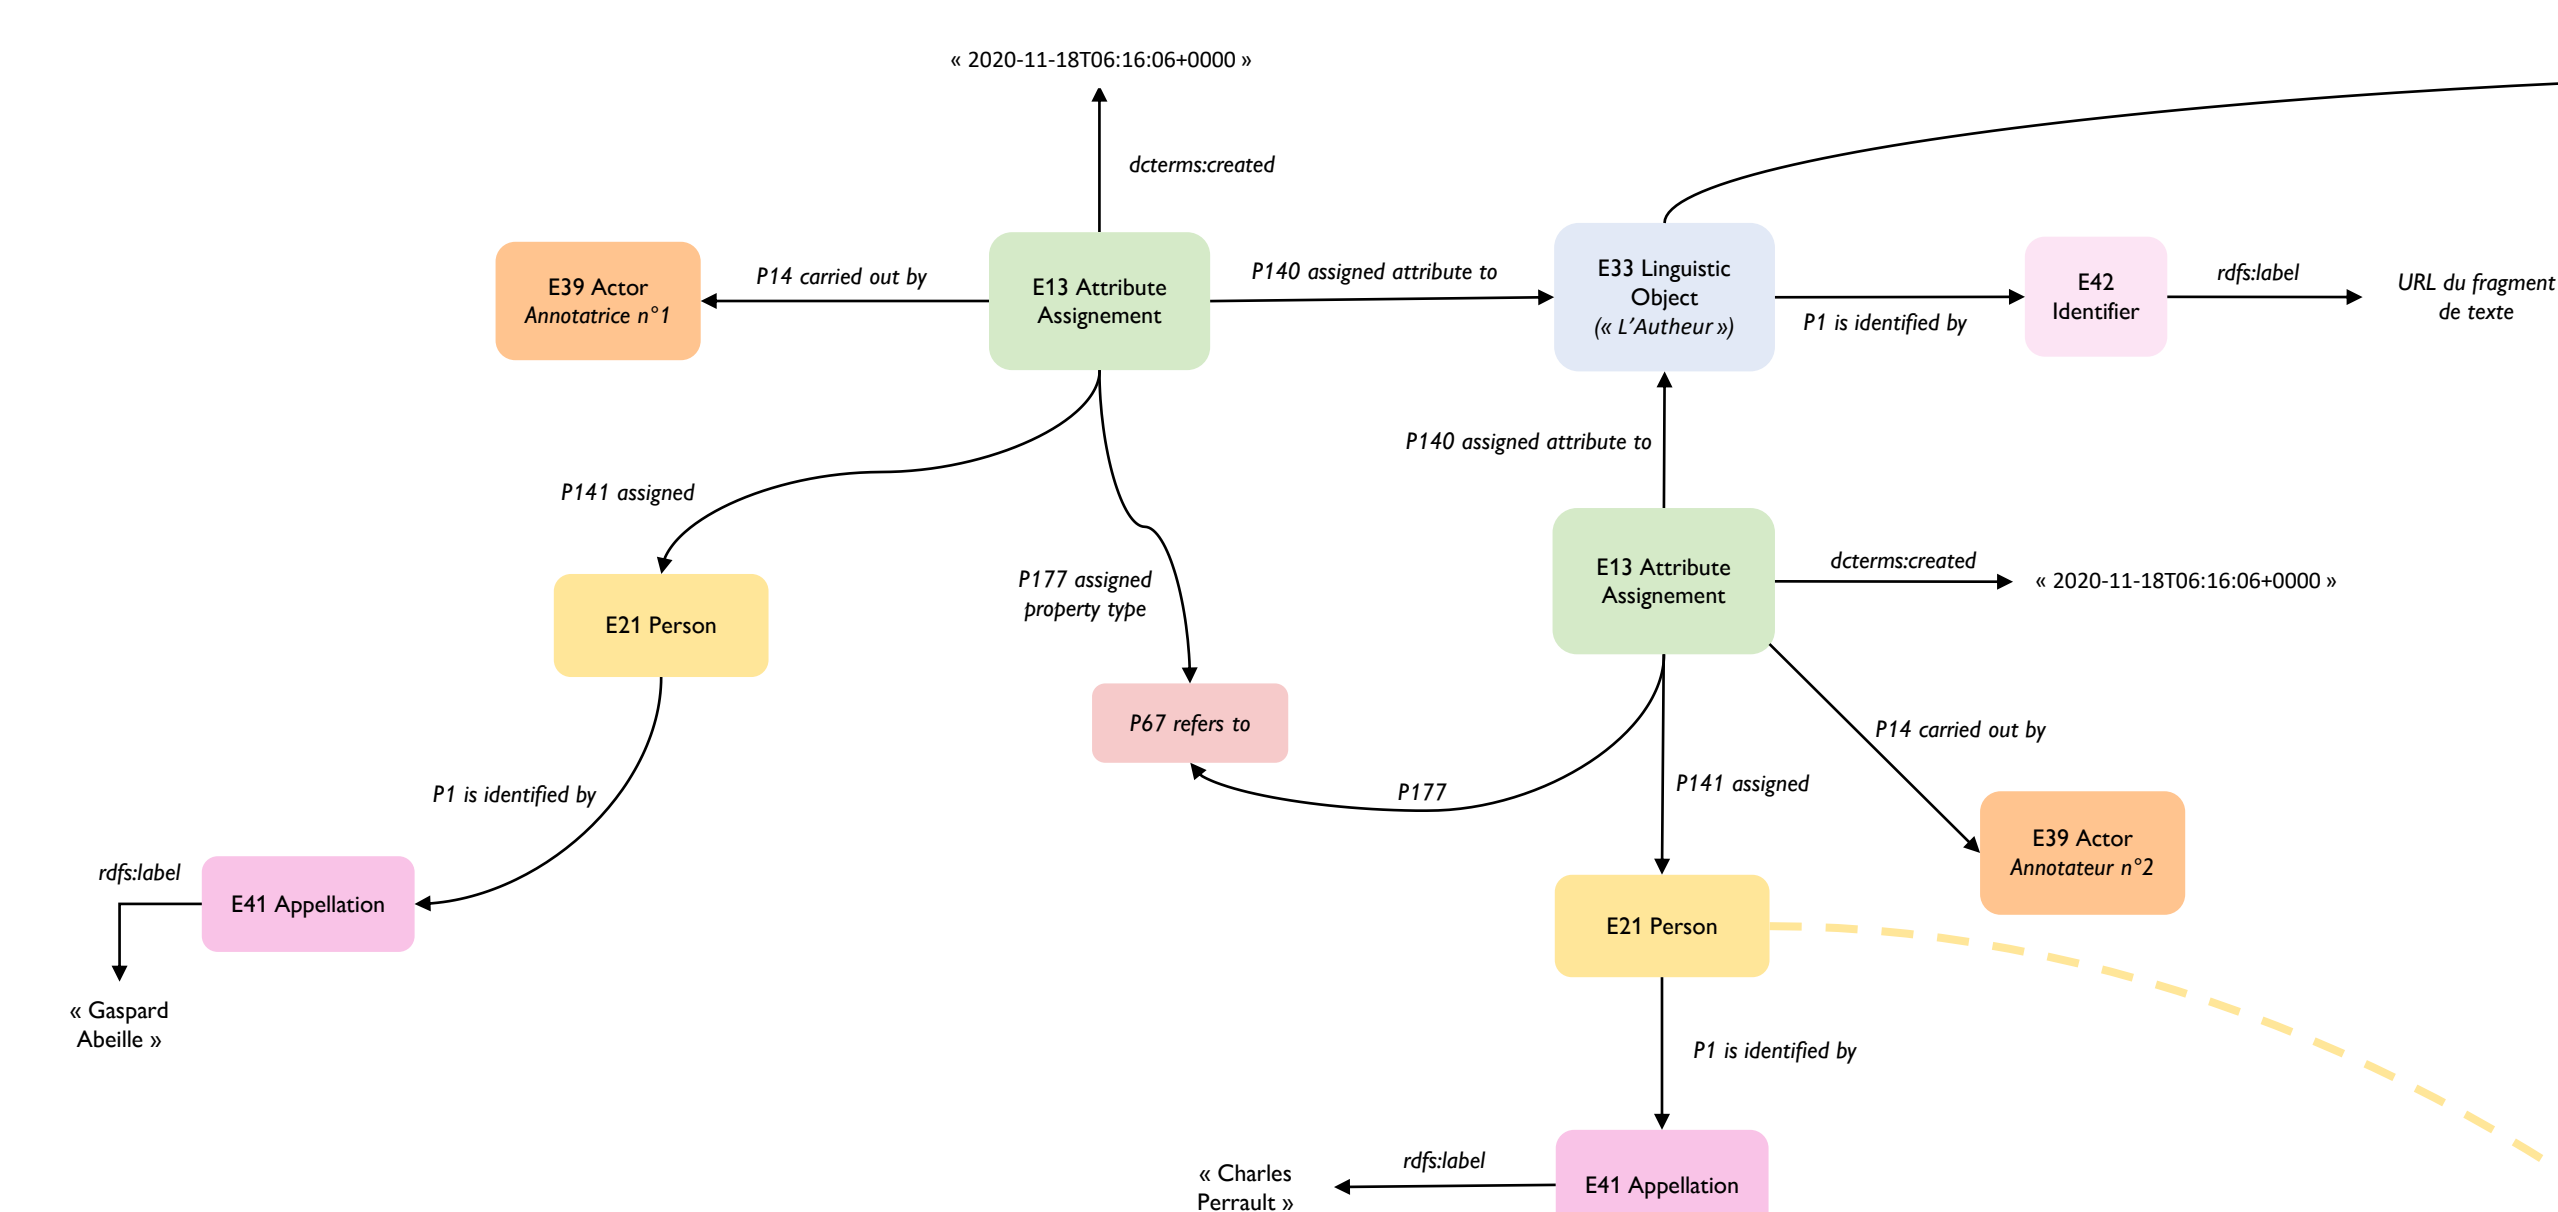 « 2020-11-18T06:16:06+0000 »
dcterms:created
E39 Actor
Annotatrice n°1
P14 carried out by
E13 Attribute
Assignement
P140 assigned attribute to
E33 Linguistic
Object
(« L’Autheur »)
P1 is identified by
E42
Identifier
rdfs:label
URL du fragment
de texte
P141 assigned
P177 assigned
property type
P140 assigned attribute to
E21 Person
P67 refers to
E13 Attribute
Assignement
dcterms:created
« 2020-11-18T06:16:06+0000 »
P1 is identified by
P177
P141 assigned
P14 carried out by
E39 Actor
Annotateur n°2
rdfs:label
E41 Appellation
« Gaspard
Abeille »
E21 Person
P1 is identified by
« Charles
Perrault »
rdfs:label
E41 Appellation